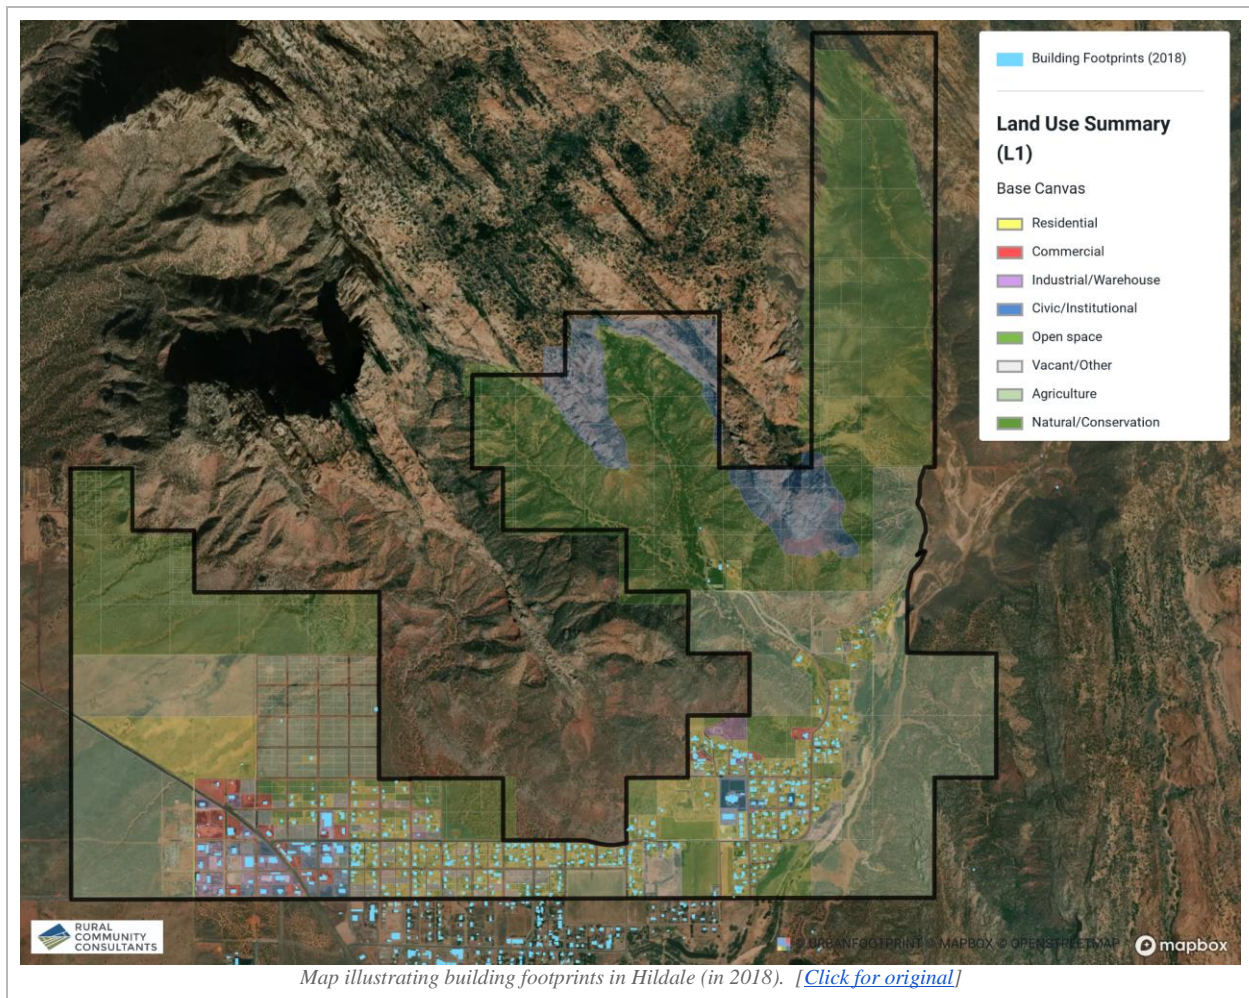 Building Footprints (2018)
Land Use Summary
(L1)
Base Canvas
Residential
Commercial
Industrial/Warehouse
Civic/Institutional
Open space
Vacant/Other
Agriculture
Natural/Conservation
RURAL
COMMUNITY
CONSULTANTS
© URBANFOOTPRINT © MAPBOX © OPENSTREETMAP
mapbox
Map illustrating building footprints in Hildale (in 2018). [Click for original]